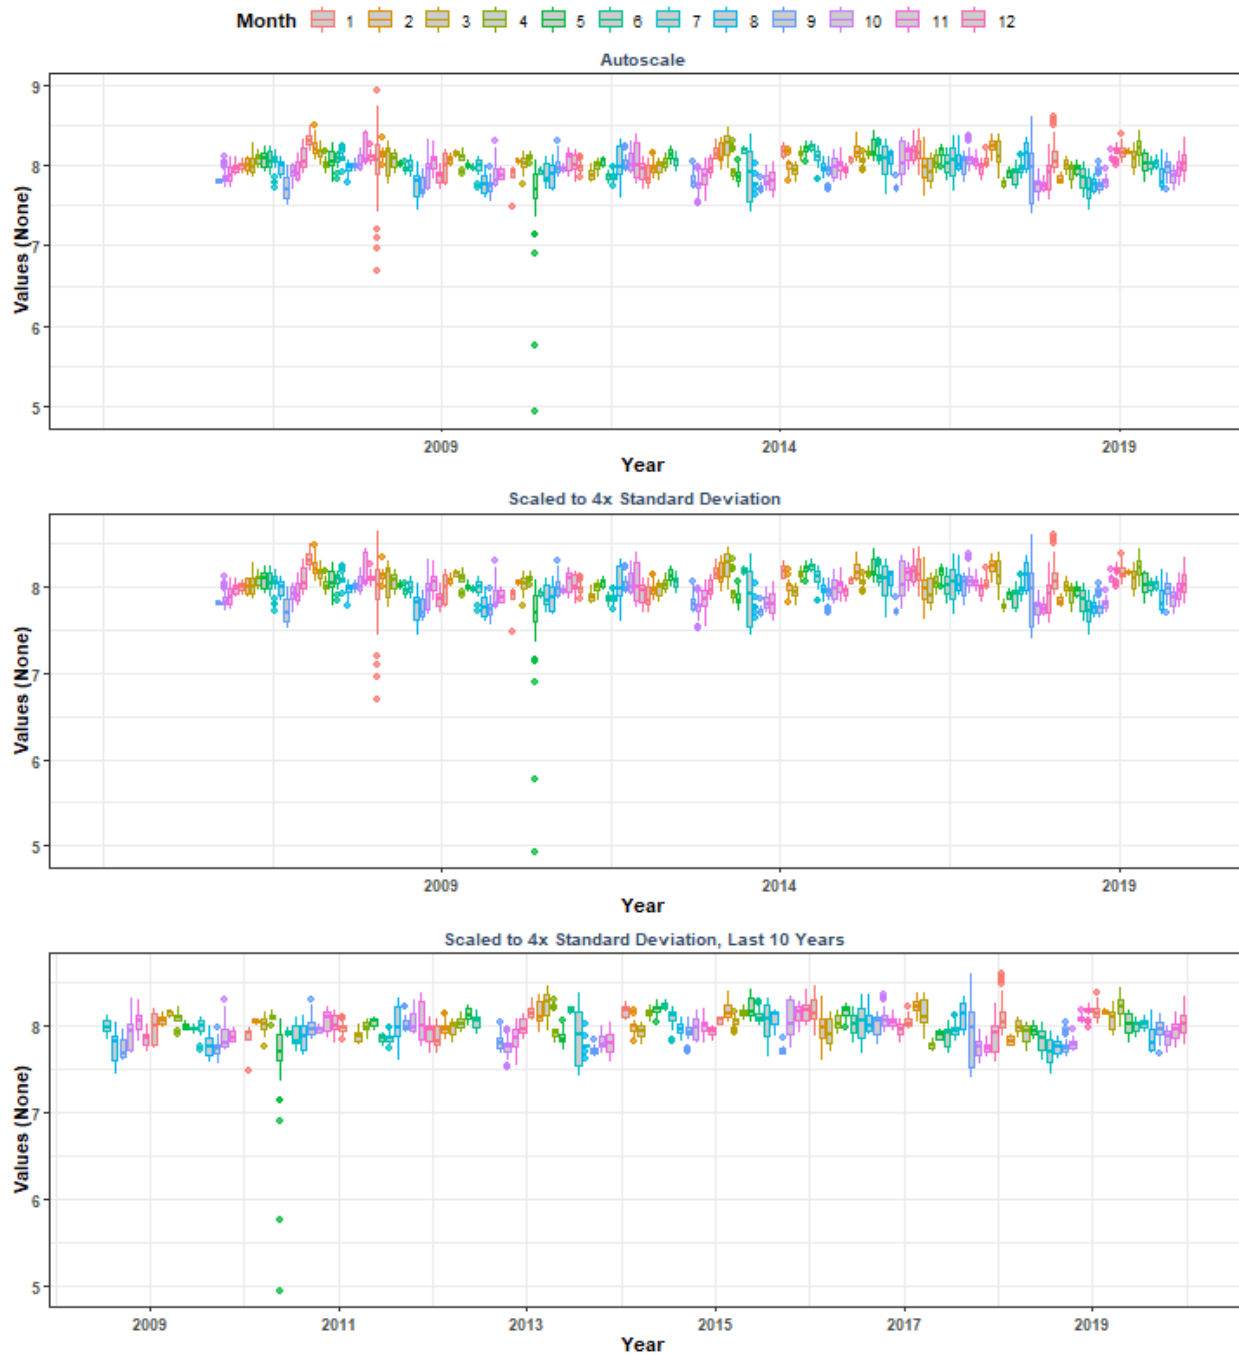 Month 1 2 3 4 5 6 7 8 9 10 11 12
Autoscale
Values (None)
9
8
7
6
5
2009 2014 2019
Year
Scaled to 4x Standard Deviation
Values (None)
8
7
6
5
2009 2014 2019
Year
Scaled to 4x Standard Deviation, Last 10 Years
Values (None)
8
7
6
5
2009 2011 2013 2015 2017 2019
Year